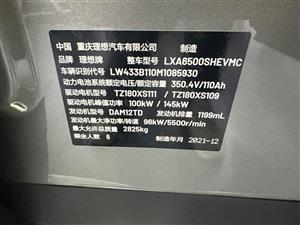 中国 重庆理想汽车有限公司 制造
品牌 理想牌 整车型号 LXA6500SHEVMC
车辆识别代号 LW433B110M1085930
动力电池系统额定电压/额定容量 350.4V/110Ah
驱动电机型号 TZ180XS111 / TZ180XS109
驱动电机峰值功率 100kW / 145kW
发动机型号 DAM12TD 发动机排量 1199mL
发动机最大净功率/转速 96kW/5500r/min
最大允许总质量 2825kg
乘坐人数 6 制造年月 2021-12